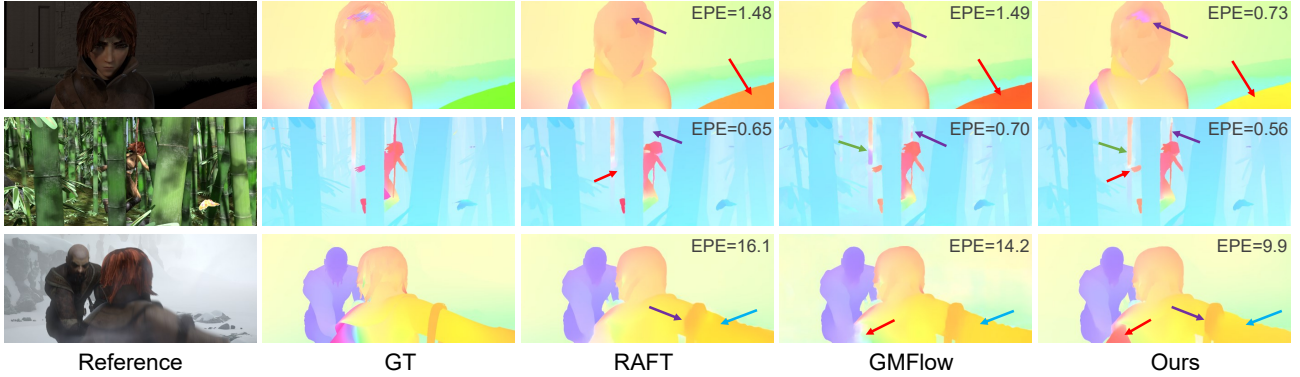 EPE=1.48 EPE=1.49 EPE=0.73
EPE=0.65 EPE=0.70 EPE=0.56
EPE=16.1 EPE=14.2 EPE=9.9
Reference GT RAFT GMFlow Ours